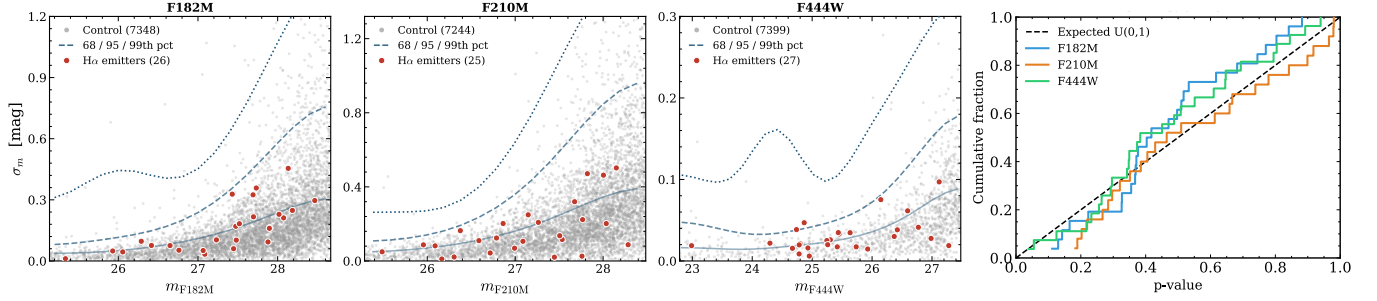 F182M
F210M
F444W
1.2
0.9
0.6
0.3
0.0
σm [mag]
Control (7348)
68 / 95 / 99th pct
Hα emitters (26)
26
27
28
mF182M
1.2
0.8
0.4
0.0
Control (7244)
68 / 95 / 99th pct
Hα emitters (25)
26
27
28
mF210M
0.3
0.2
0.1
0.0
Control (7399)
68 / 95 / 99th pct
Hα emitters (27)
23
24
25
26
27
mF444W
1.0
0.8
0.6
0.4
0.2
0.0
Cumulative fraction
Expected U(0,1)
F182M
F210M
F444W
0.0
0.2
0.4
0.6
0.8
1.0
p-value